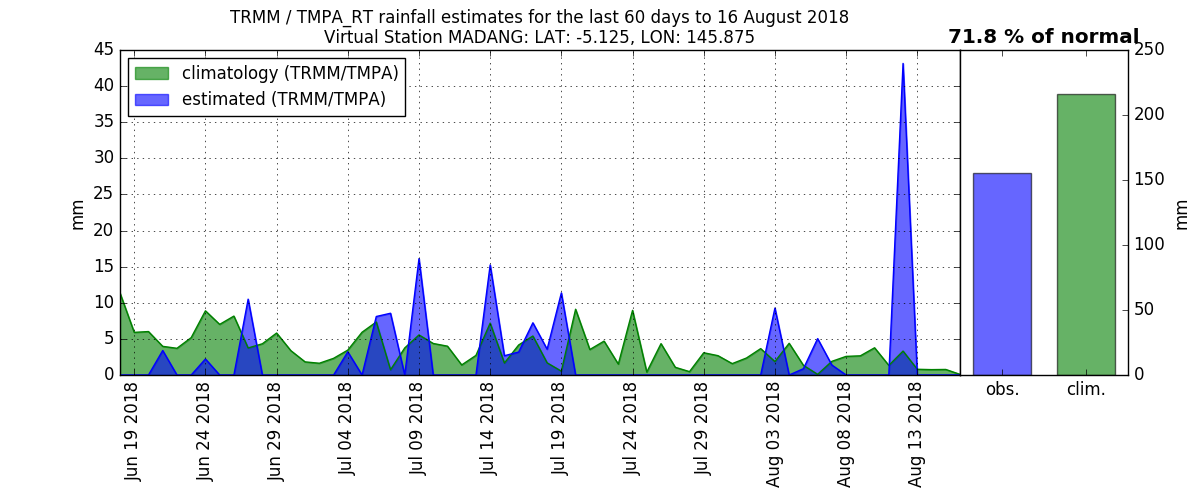 TRMM / TMPA_RT rainfall estimates for the last 60 days to 16 August 2018
Virtual Station MADANG: LAT: -5.125, LON: 145.875
71.8 % of normal
climatology (TRMM/TMPA)
estimated (TRMM/TMPA)
45
40
35
30
25
20
15
10
5
0
mm
Jun 19 2018
Jun 24 2018
Jun 29 2018
Jul 04 2018
Jul 09 2018
Jul 14 2018
Jul 19 2018
Jul 24 2018
Jul 29 2018
Aug 03 2018
Aug 08 2018
Aug 13 2018
250
200
150
100
50
0
mm
obs.
clim.